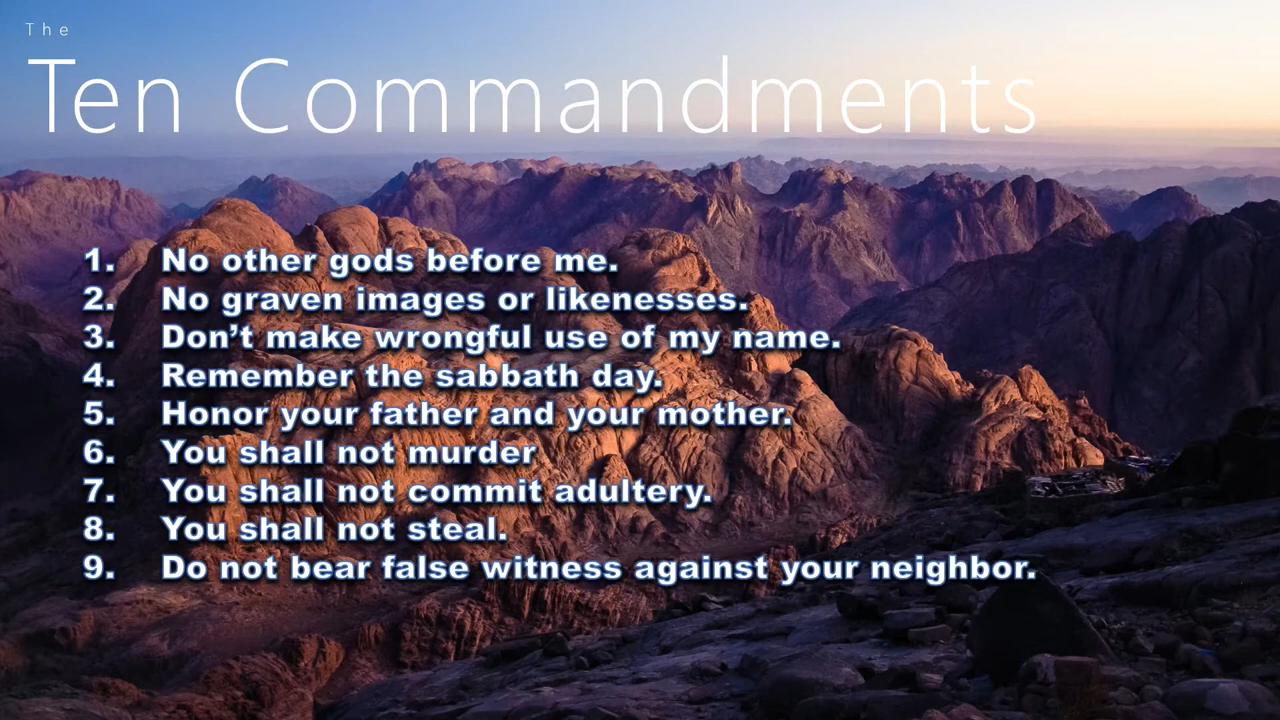 The
Ten Commandments
1. No other gods before me.
2. No graven images or likenesses.
3. Don’t make wrongful use of my name.
4. Remember the sabbath day.
5. Honor your father and your mother.
6. You shall not murder
7. You shall not commit adultery.
8. You shall not steal.
9. Do not bear false witness against your neighbor.